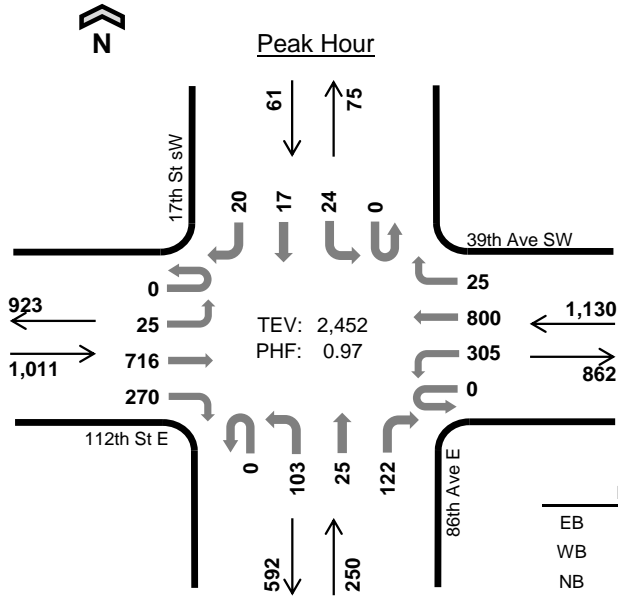 N
Peak Hour
61
75
17th St sW
20
17
24
0
39th Ave SW
0
25
923
25
TEV: 2,452
800
1,130
1,011
716
PHF: 0.97
305
862
270
0
112th St E
0
103
25
122
86th Ave E
592
250
EB
WB
NB